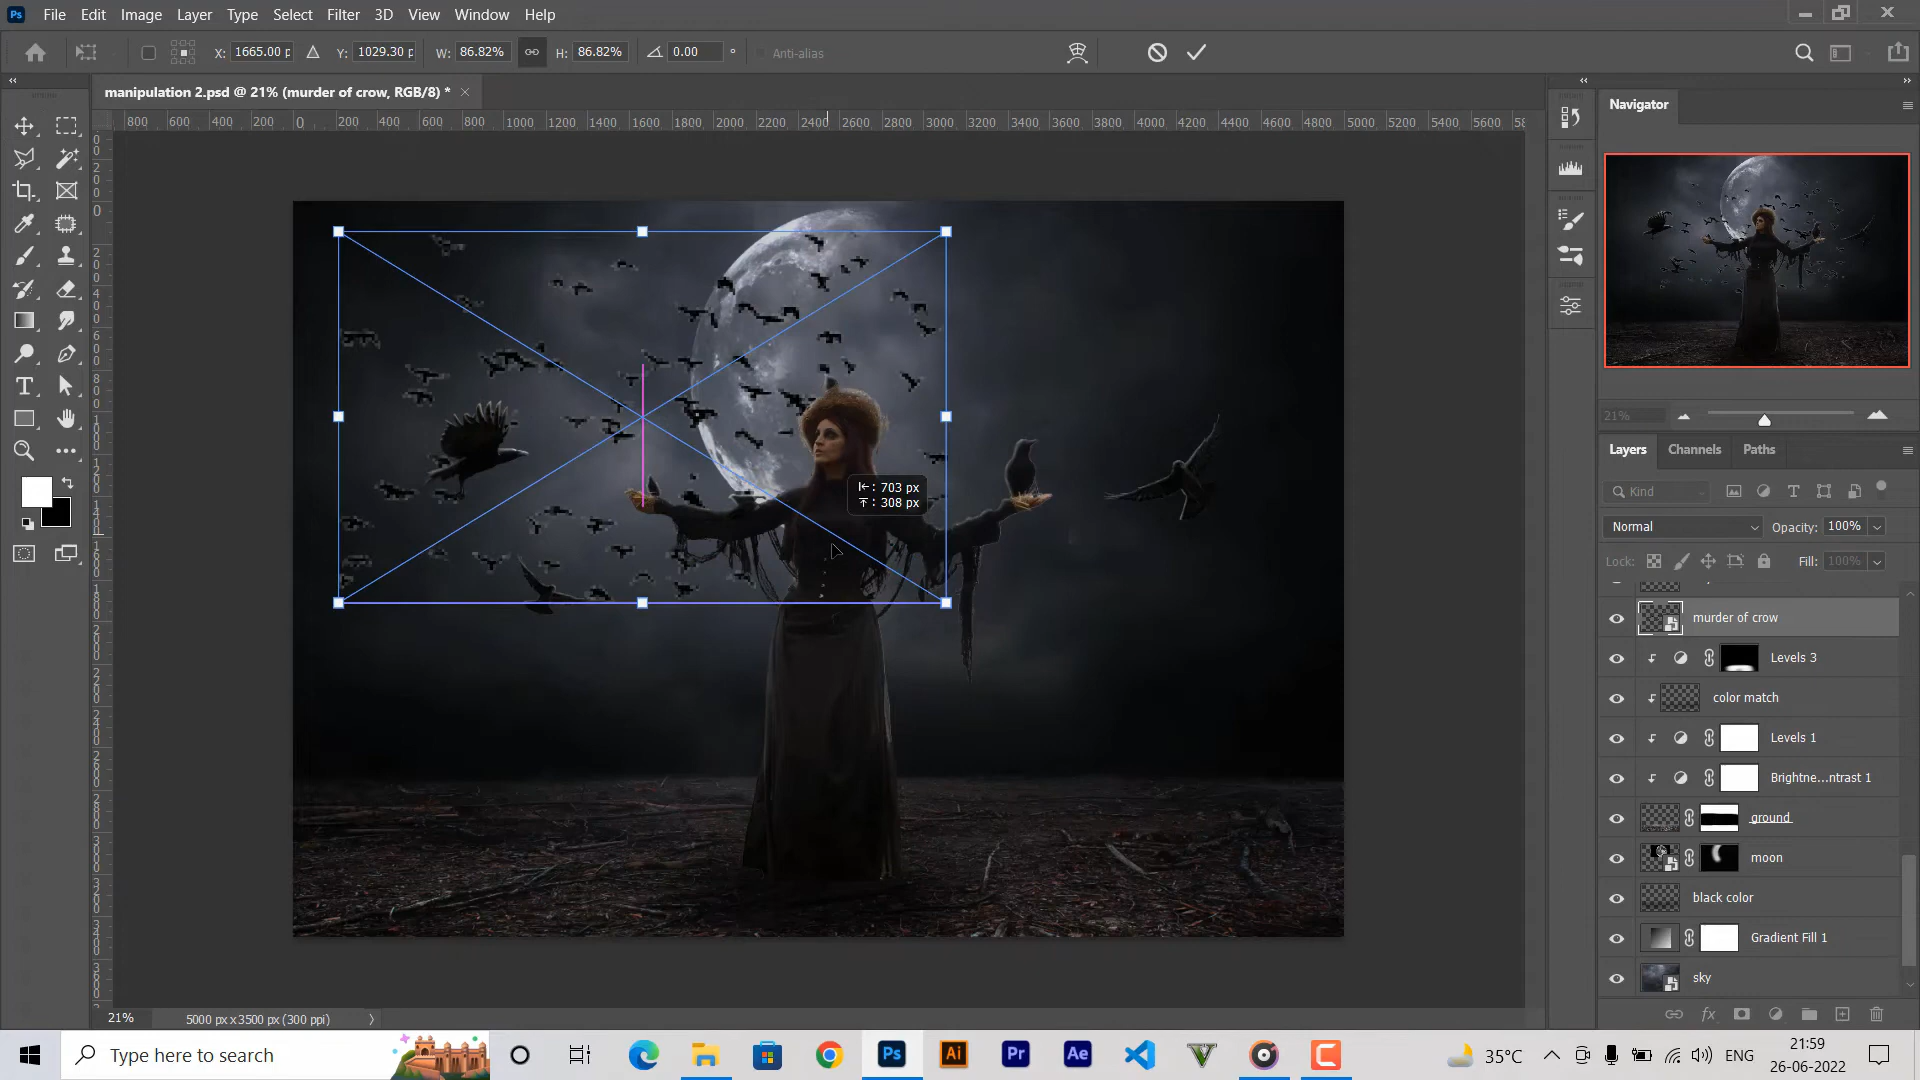 Ps File Edit Image Layer Type Select Filter 3D View Window Help
X: 1665.00 p Y: 1029.30 p W: 86.82% H: 86.82% 0.00 ° Anti-alias
manipulation 2.psd @ 21% (murder of crow, RGB/8) *
800 600 400 200 0 200 400 600 800 1000 1200 1400 1600 1800 2000 2200 2400 2600 2800 3000 3200 3400 3600 3800 4000 4200 4400 4600 4800 5000 5200 5400 5600
Navigator
21%
Layers Channels Paths
Kind
Normal Opacity: 100%
Lock: Fill: 100%
murder of crow
Levels 3
color match
Levels 1
Brightne...ntrast 1
ground
moon
black color
Gradient Fill 1
sky
: 703 px
: 308 px
21% 5000 px x 3500 px (300 ppi)
Type here to search
Ps Ai Pr Ae
35°C ENG
21:59
26-06-2022